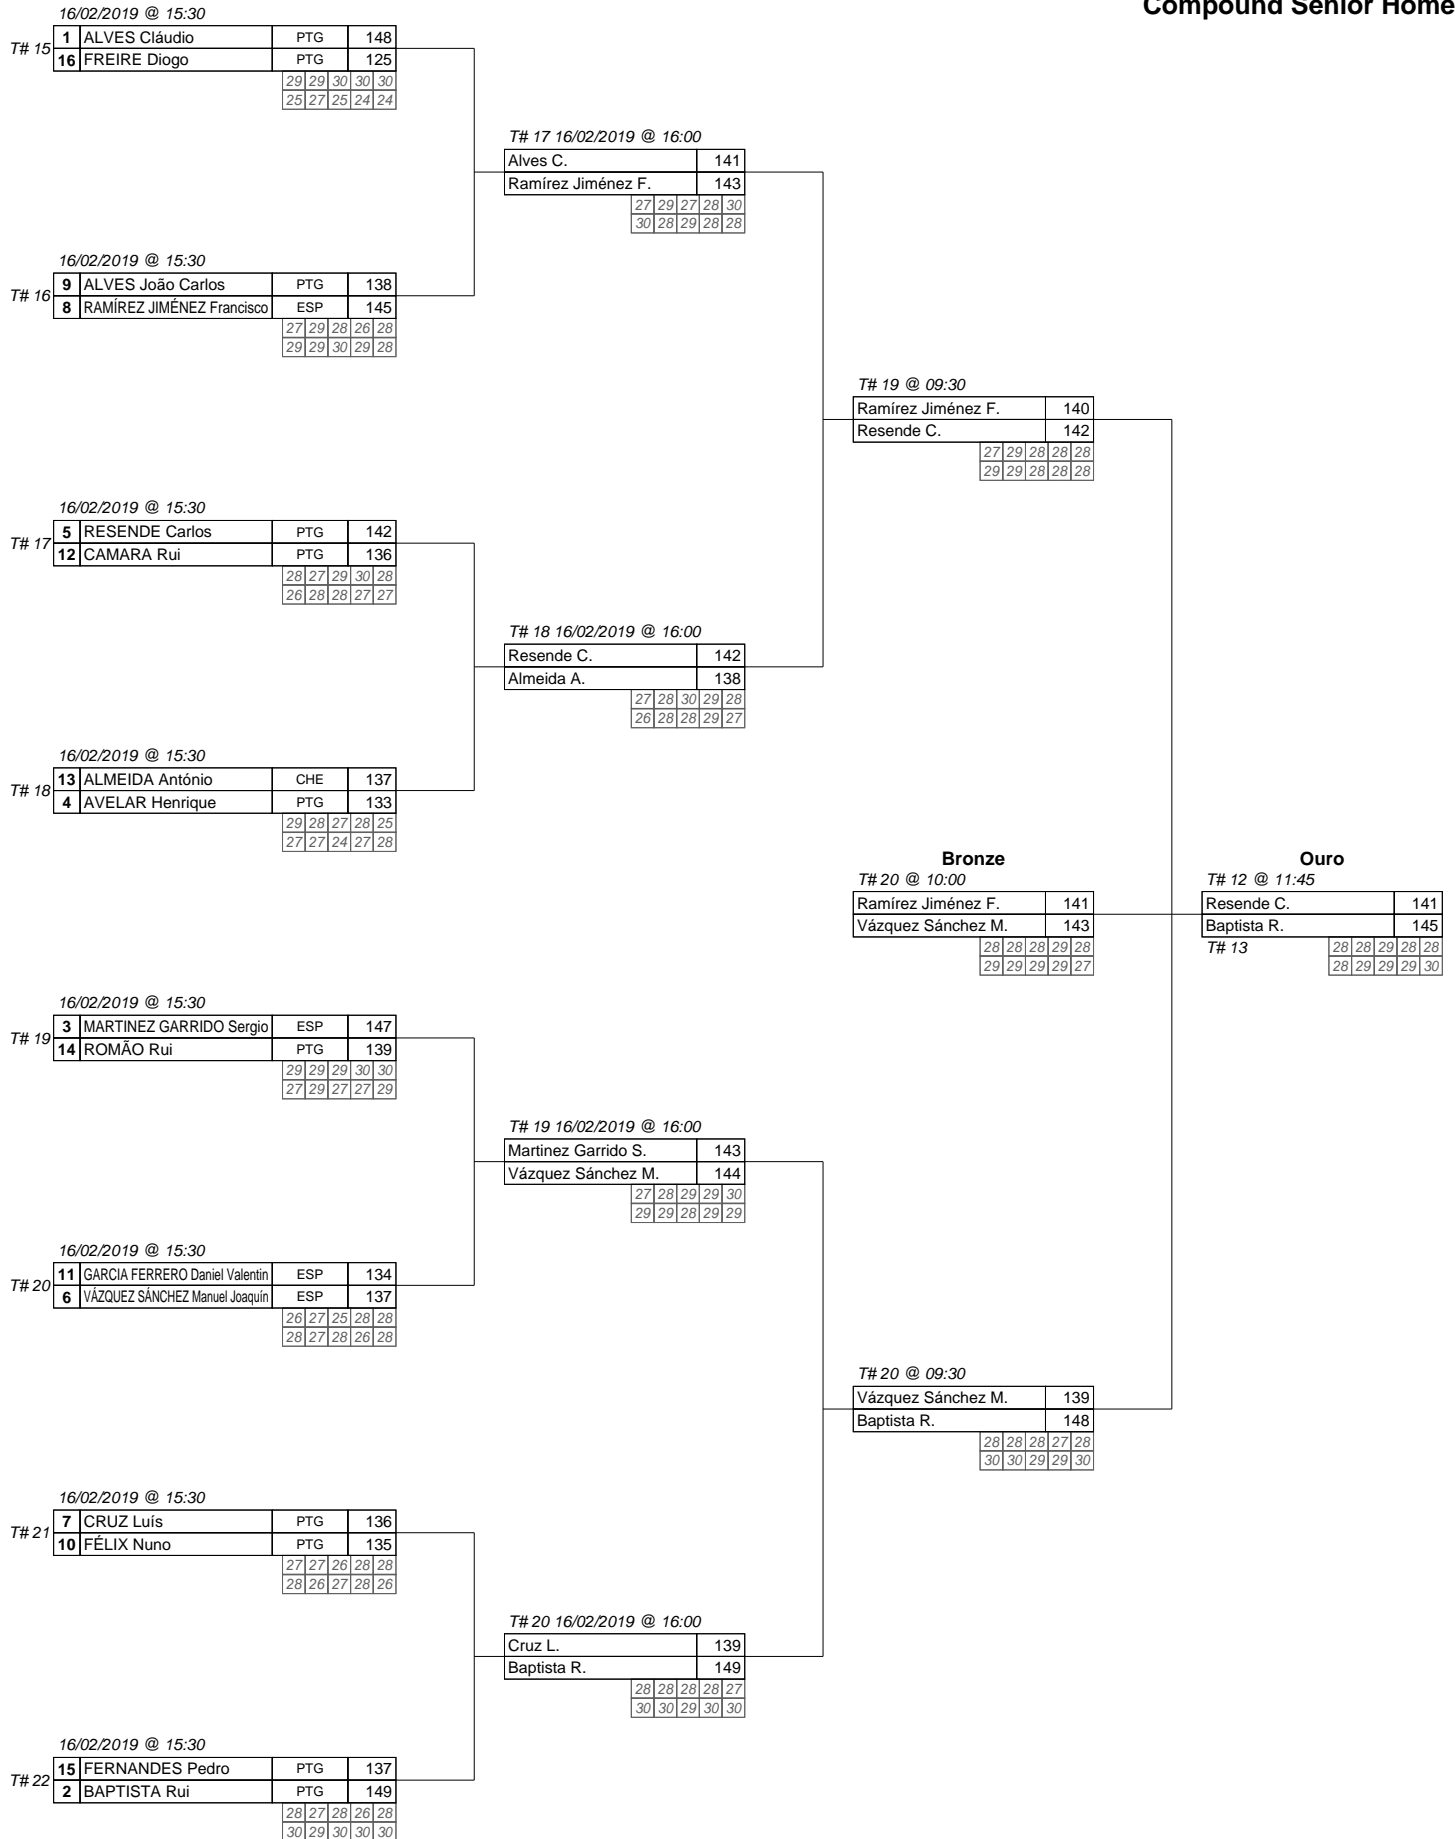 Compound Senior Home
16/02/2019 @ 15:30
T# 15
1 ALVES Cláudio PTG 148
16 FREIRE Diogo PTG 125
29 29 30 30 30
25 27 25 24 24
T# 17 16/02/2019 @ 16:00
Alves C. 141
Ramírez Jiménez F. 143
27 29 27 28 30
30 28 29 28 28
16/02/2019 @ 15:30
T# 16
9 ALVES João Carlos PTG 138
8 RAMÍREZ JIMÉNEZ Francisco ESP 145
27 29 28 26 28
29 29 30 29 28
T# 19 @ 09:30
Ramírez Jiménez F. 140
Resende C. 142
27 29 28 28 28
29 29 28 28 28
16/02/2019 @ 15:30
T# 17
5 RESENDE Carlos PTG 142
12 CAMARA Rui PTG 136
28 27 29 30 28
26 28 28 27 27
T# 18 16/02/2019 @ 16:00
Resende C. 142
Almeida A. 138
27 28 30 29 28
26 28 28 29 27
16/02/2019 @ 15:30
T# 18
13 ALMEIDA António CHE 137
4 AVELAR Henrique PTG 133
29 28 27 28 25
27 27 24 27 28
Bronze
T# 20 @ 10:00
Ramírez Jiménez F. 141
Vázquez Sánchez M. 143
28 28 28 29 28
29 29 29 29 27
Ouro
T# 12 @ 11:45
Resende C. 141
Baptista R. 145
T# 13
28 28 29 28 28
28 29 29 29 30
16/02/2019 @ 15:30
T# 19
3 MARTINEZ GARRIDO Sergio ESP 147
14 ROMÃO Rui PTG 139
29 29 29 30 30
27 29 27 27 29
T# 19 16/02/2019 @ 16:00
Martinez Garrido S. 143
Vázquez Sánchez M. 144
27 28 29 29 30
29 29 28 29 29
16/02/2019 @ 15:30
T# 20
11 GARCIA FERRERO Daniel Valentin ESP 134
6 VÁZQUEZ SÁNCHEZ Manuel Joaquín ESP 137
26 27 25 28 28
28 27 28 26 28
T# 20 @ 09:30
Vázquez Sánchez M. 139
Baptista R. 148
28 28 28 27 28
30 30 29 29 30
16/02/2019 @ 15:30
T# 21
7 CRUZ Luís PTG 136
10 FÉLIX Nuno PTG 135
27 27 26 28 28
28 26 27 28 26
T# 20 16/02/2019 @ 16:00
Cruz L. 139
Baptista R. 149
28 28 28 28 27
30 30 29 30 30
16/02/2019 @ 15:30
T# 22
15 FERNANDES Pedro PTG 137
2 BAPTISTA Rui PTG 149
28 27 28 26 28
30 29 30 30 30